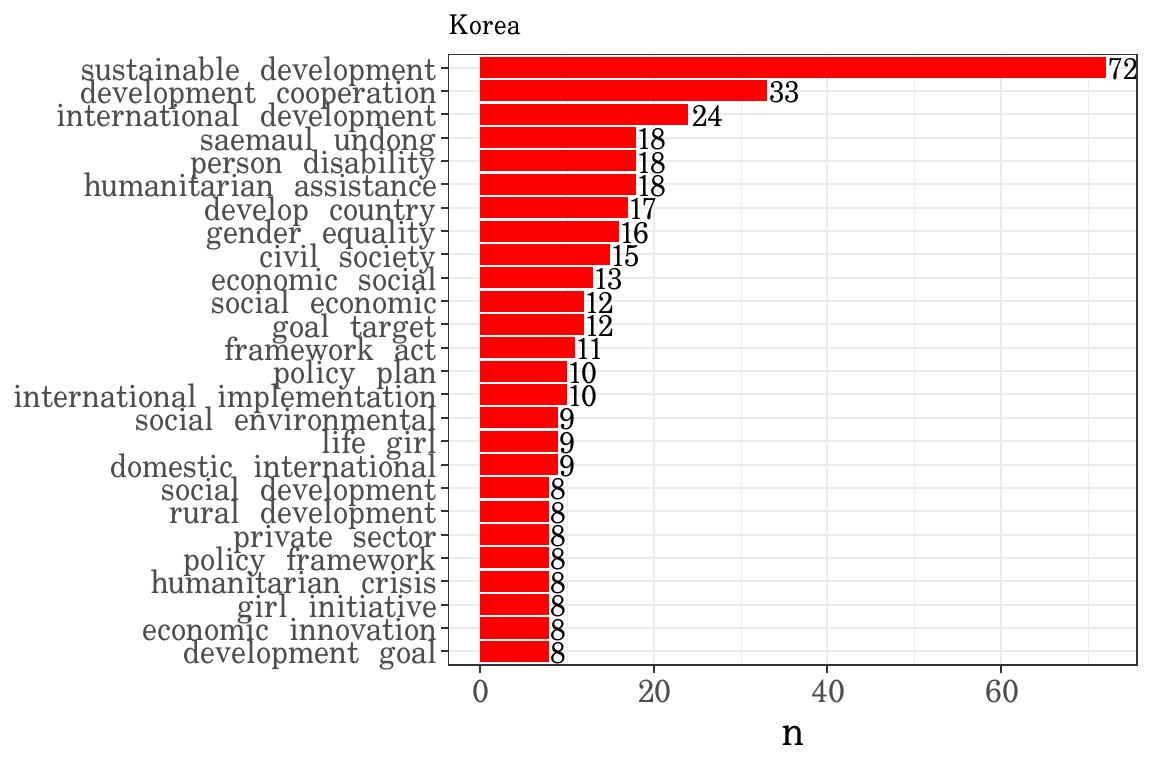 Korea
sustainable development 72
development cooperation 33
international development 24
saemaul undong 18
person disability 18
humanitarian assistance 18
develop country 17
gender equality 16
civil society 15
economic social 13
social economic 12
goal target 12
framework act 11
policy plan 10
international implementation 10
social environmental 9
life girl 9
domestic international 9
social development 8
rural development 8
private sector 8
policy framework 8
humanitarian crisis 8
girl initiative 8
economic innovation 8
development goal 8
0 20 40 60
n